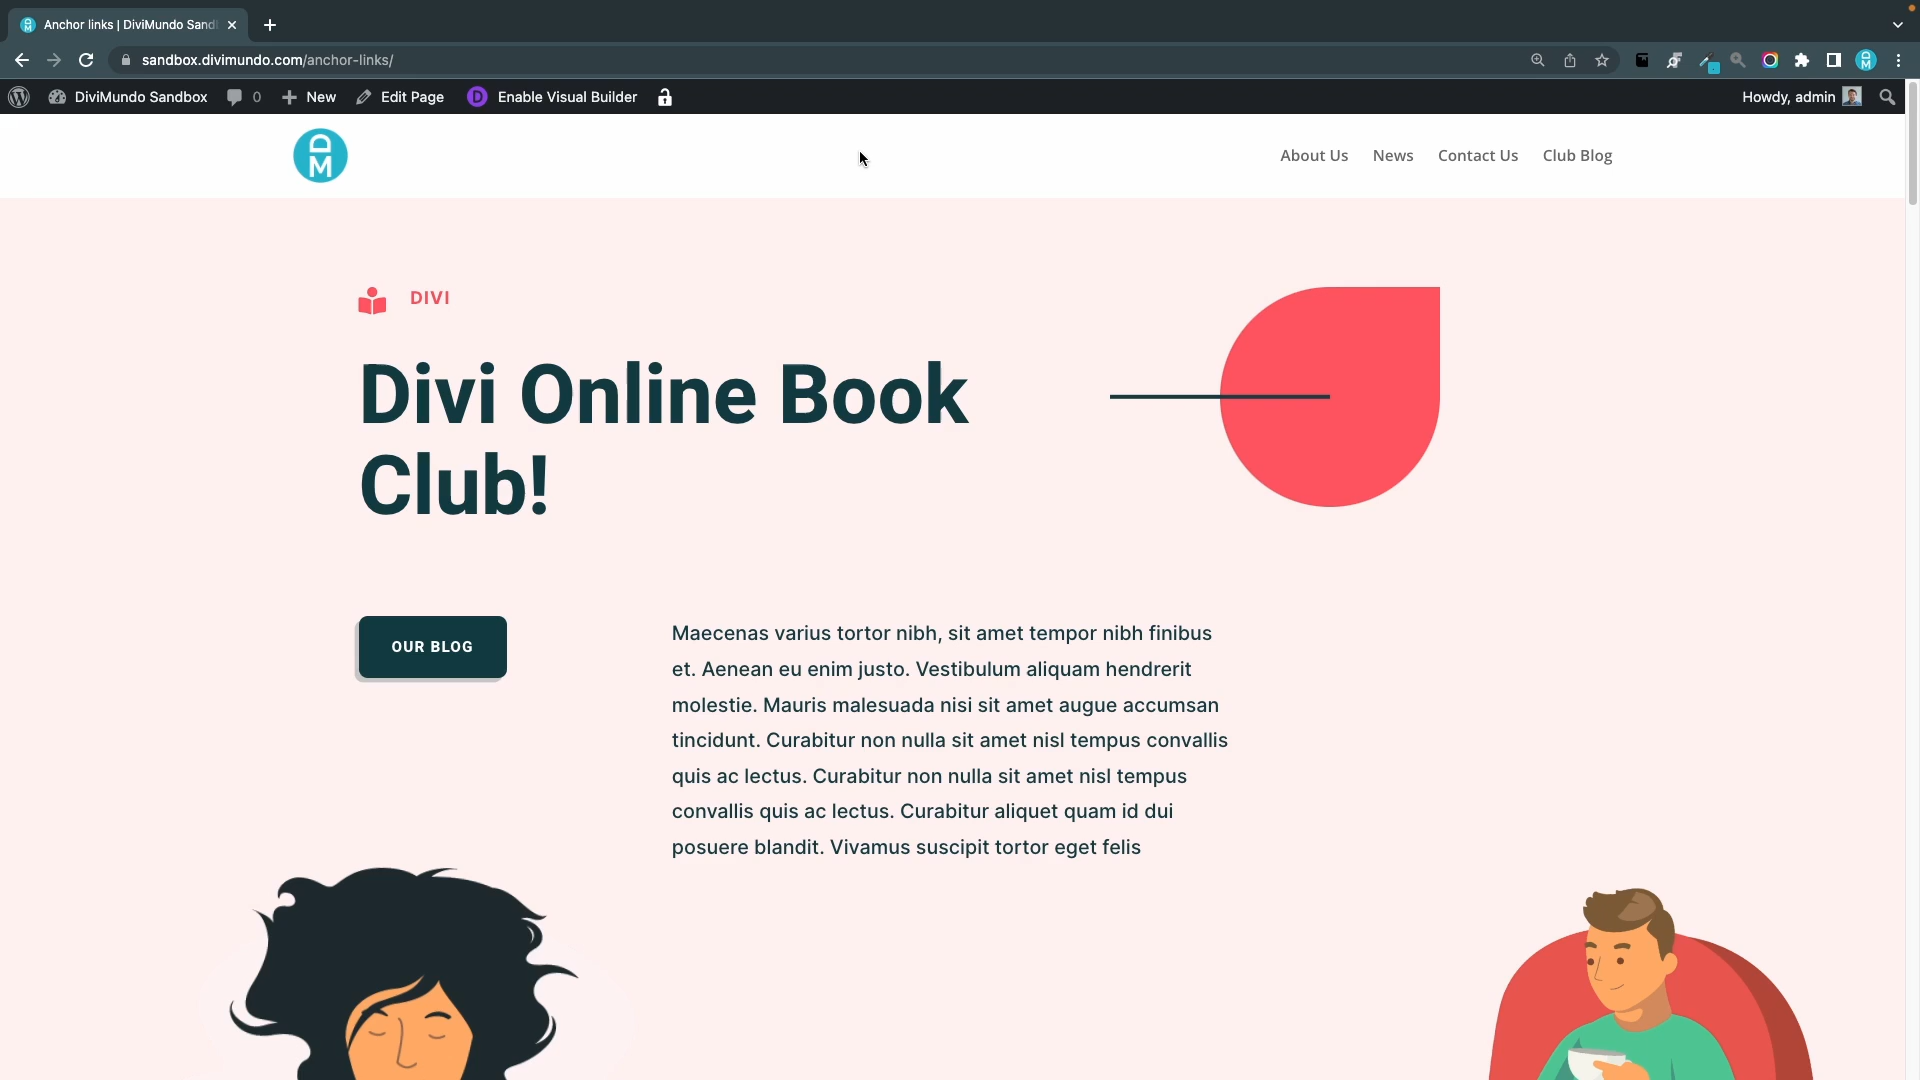 Anchor links | DiviMundo Sand
sandbox.divimundo.com/anchor-links/
DiviMundo Sandbox 0 New Edit Page D Enable Visual Builder Howdy, admin
DM About Us News Contact Us Club Blog
DIVI
Divi Online Book
Club!
OUR BLOG
Maecenas varius tortor nibh, sit amet tempor nibh finibus
et. Aenean eu enim justo. Vestibulum aliquam hendrerit
molestie. Mauris malesuada nisi sit amet augue accumsan
tincidunt. Curabitur non nulla sit amet nisl tempus convallis
quis ac lectus. Curabitur non nulla sit amet nisl tempus
convallis quis ac lectus. Curabitur aliquet quam id dui
posuere blandit. Vivamus suscipit tortor eget felis